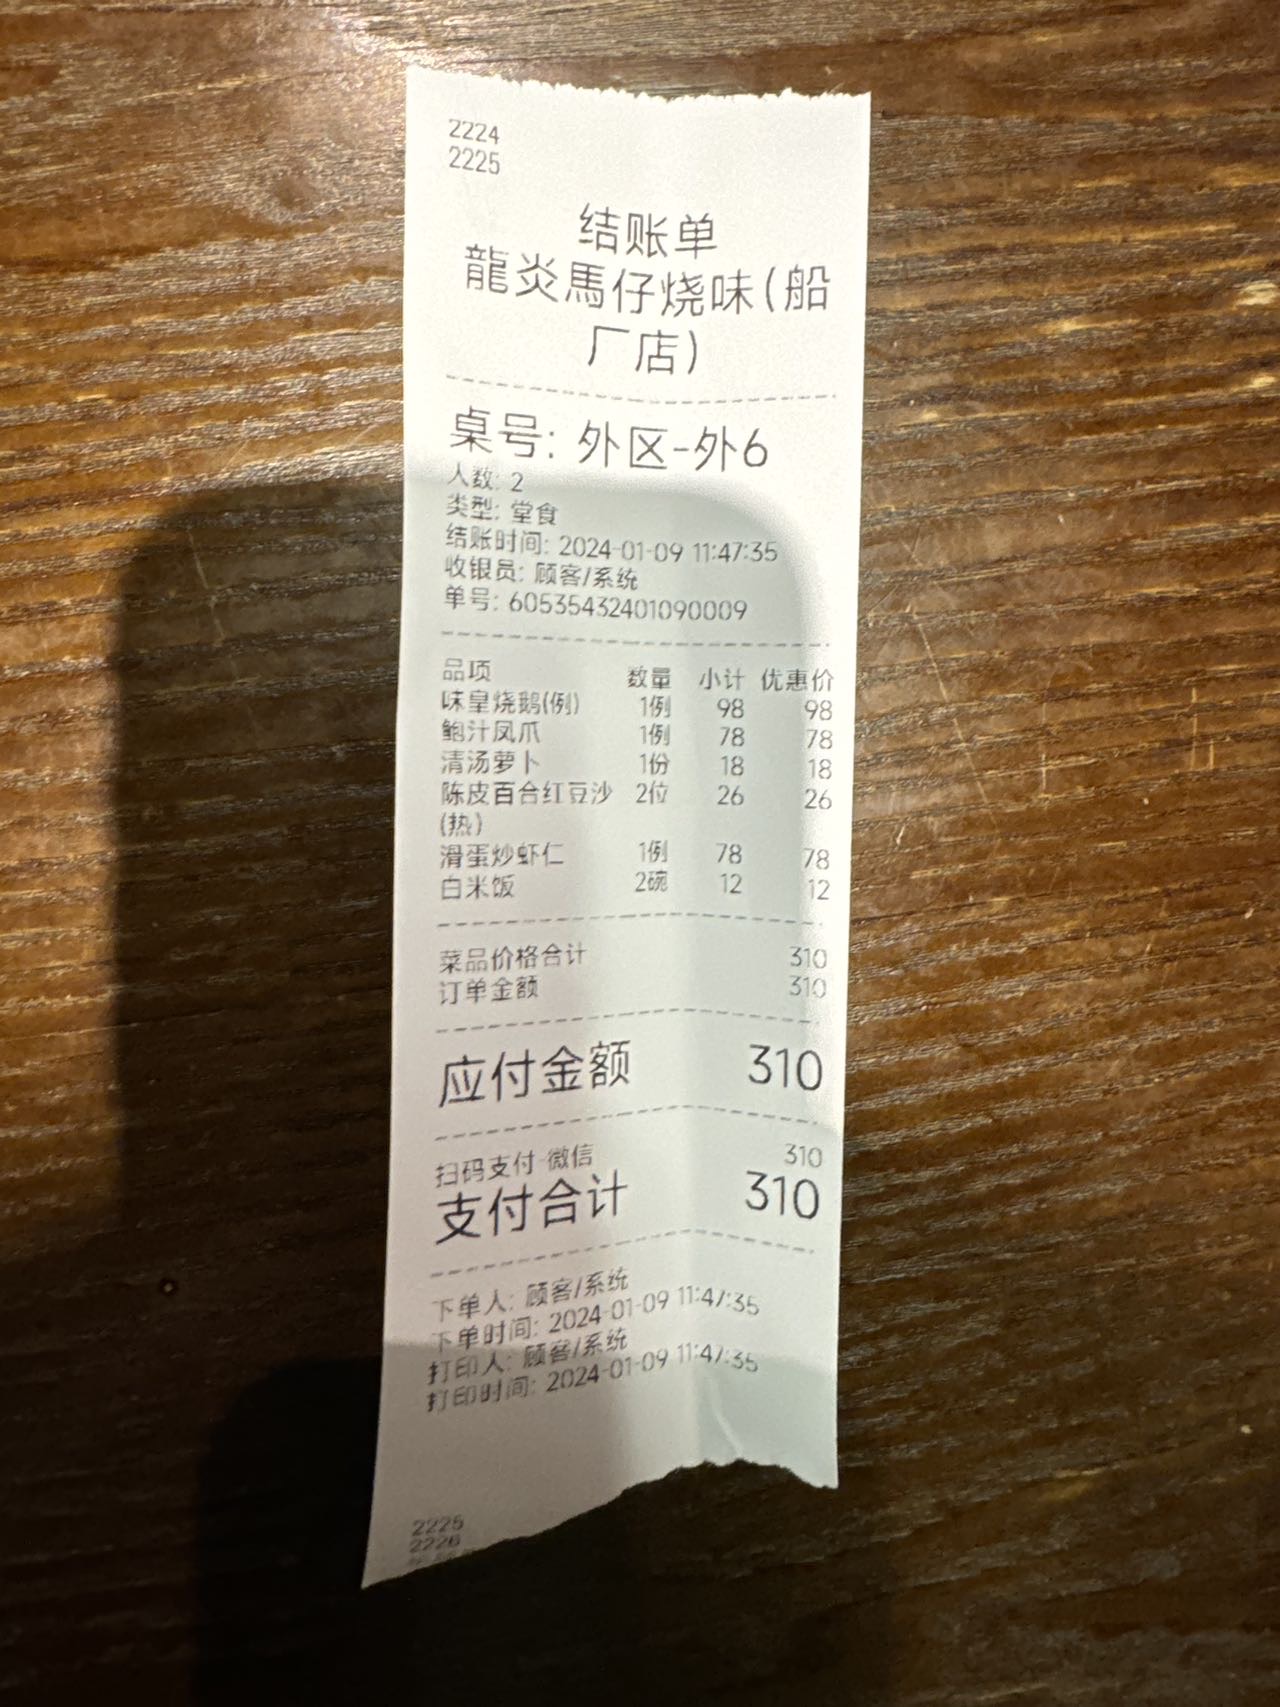 2224
2225
结账单
龍炎馬仔烧味(船
厂店)
桌号: 外区-外6
人数: 2
类型: 堂食
结账时间: 2024-01-09 11:47:35
收银员: 顾客/系统
单号: 60535432401090009
品项 数量 小计 优惠价
味皇烧鹅(例) 1例 98 98
鲍汁凤爪 1例 78 78
清汤萝卜 1份 18 18
陈皮百合红豆沙 2位 26 26
(热)
滑蛋炒虾仁 1例 78 78
白米饭 2碗 12 12
菜品价格合计 310
订单金额 310
应付金额 310
扫码支付-微信 310
支付合计 310
下单人: 顾客/系统
下单时间: 2024-01-09 11:47:35
打印人: 顾客/系统
打印时间: 2024-01-09 11:47:35
2225
2226